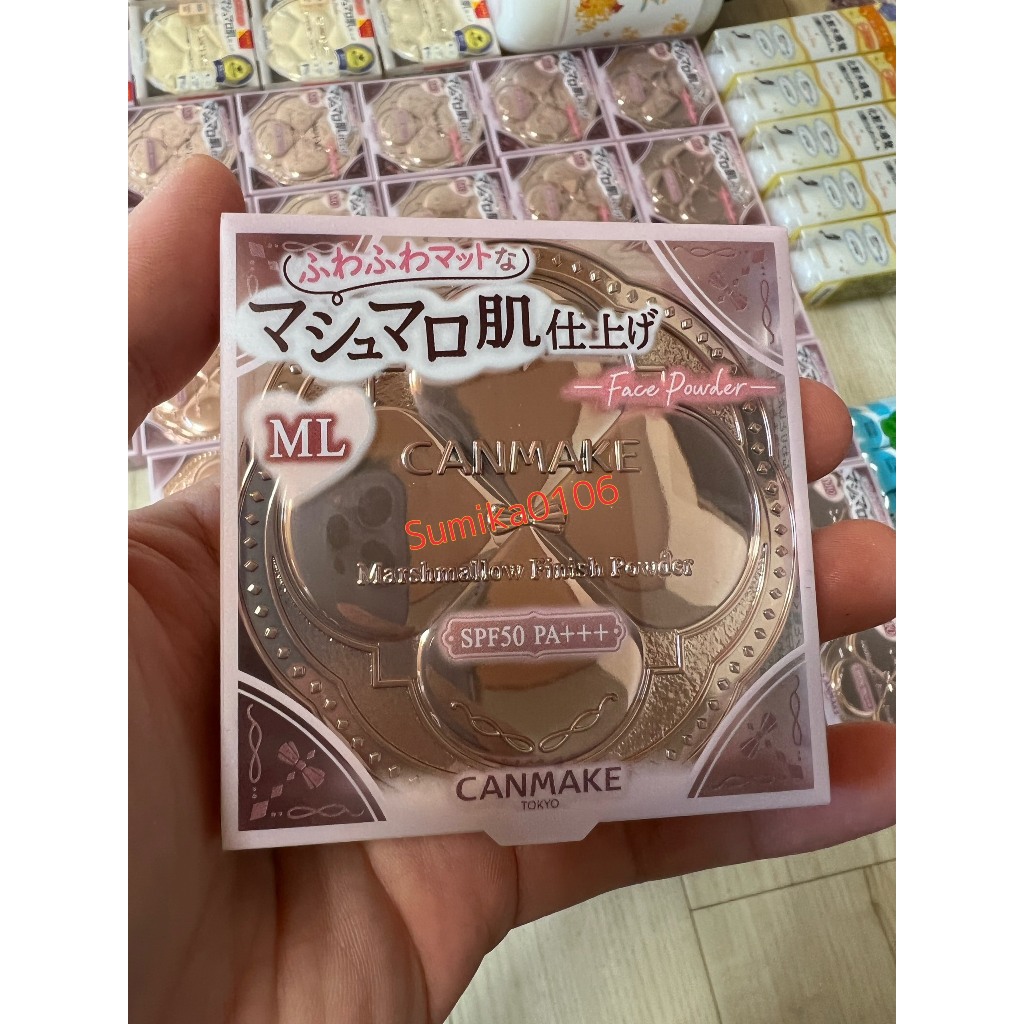 ふわふわマットな
マシュマロ肌仕上げ
Face Powder
ML
CANMAKE
Sumika0106
Marshmallow Finish Powder
SPF50 PA+++
CANMAKE
TOKYO